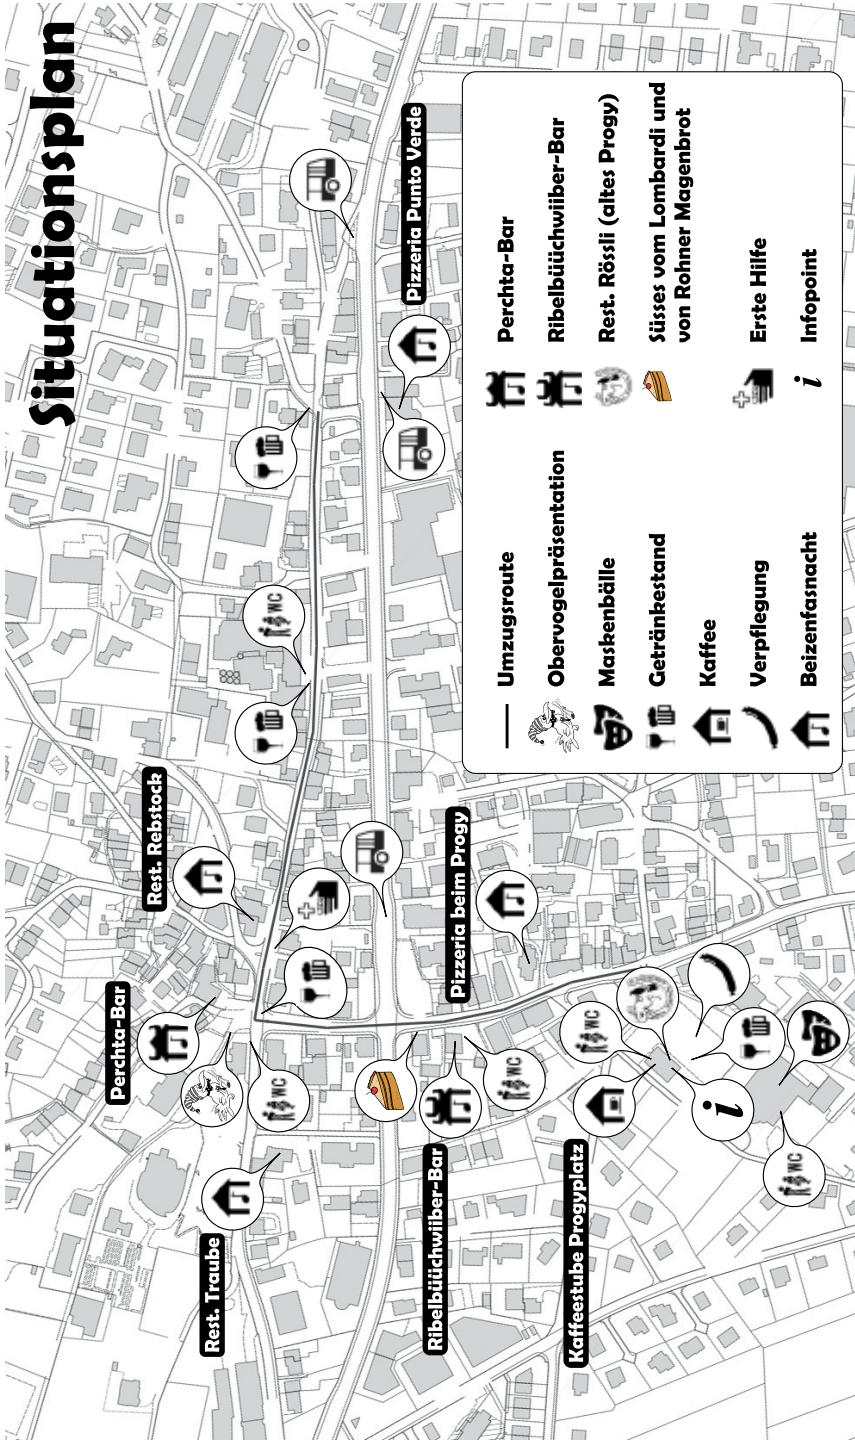 Situationsplan
Rest. Traube
Perchta-Bar
Rest. Rebstock
Pizzeria Punto Verde
Ribelbüüchwiiber-Bar
Pizzeria beim Progy
Kaffeestube Progyplatz
WC
WC
WC
WC
WC
i
Umzugsroute
Obervogelpräsentation
Maskenbälle
Getränkestand
Kaffee
Verpflegung
Beizenfasnacht
Perchta-Bar
Ribelbüüchwiiber-Bar
Rest. Rössli (altes Progy)
Süsses vom Lombardi und
von Rohner Magenbrot
Erste Hilfe
i Infopoint